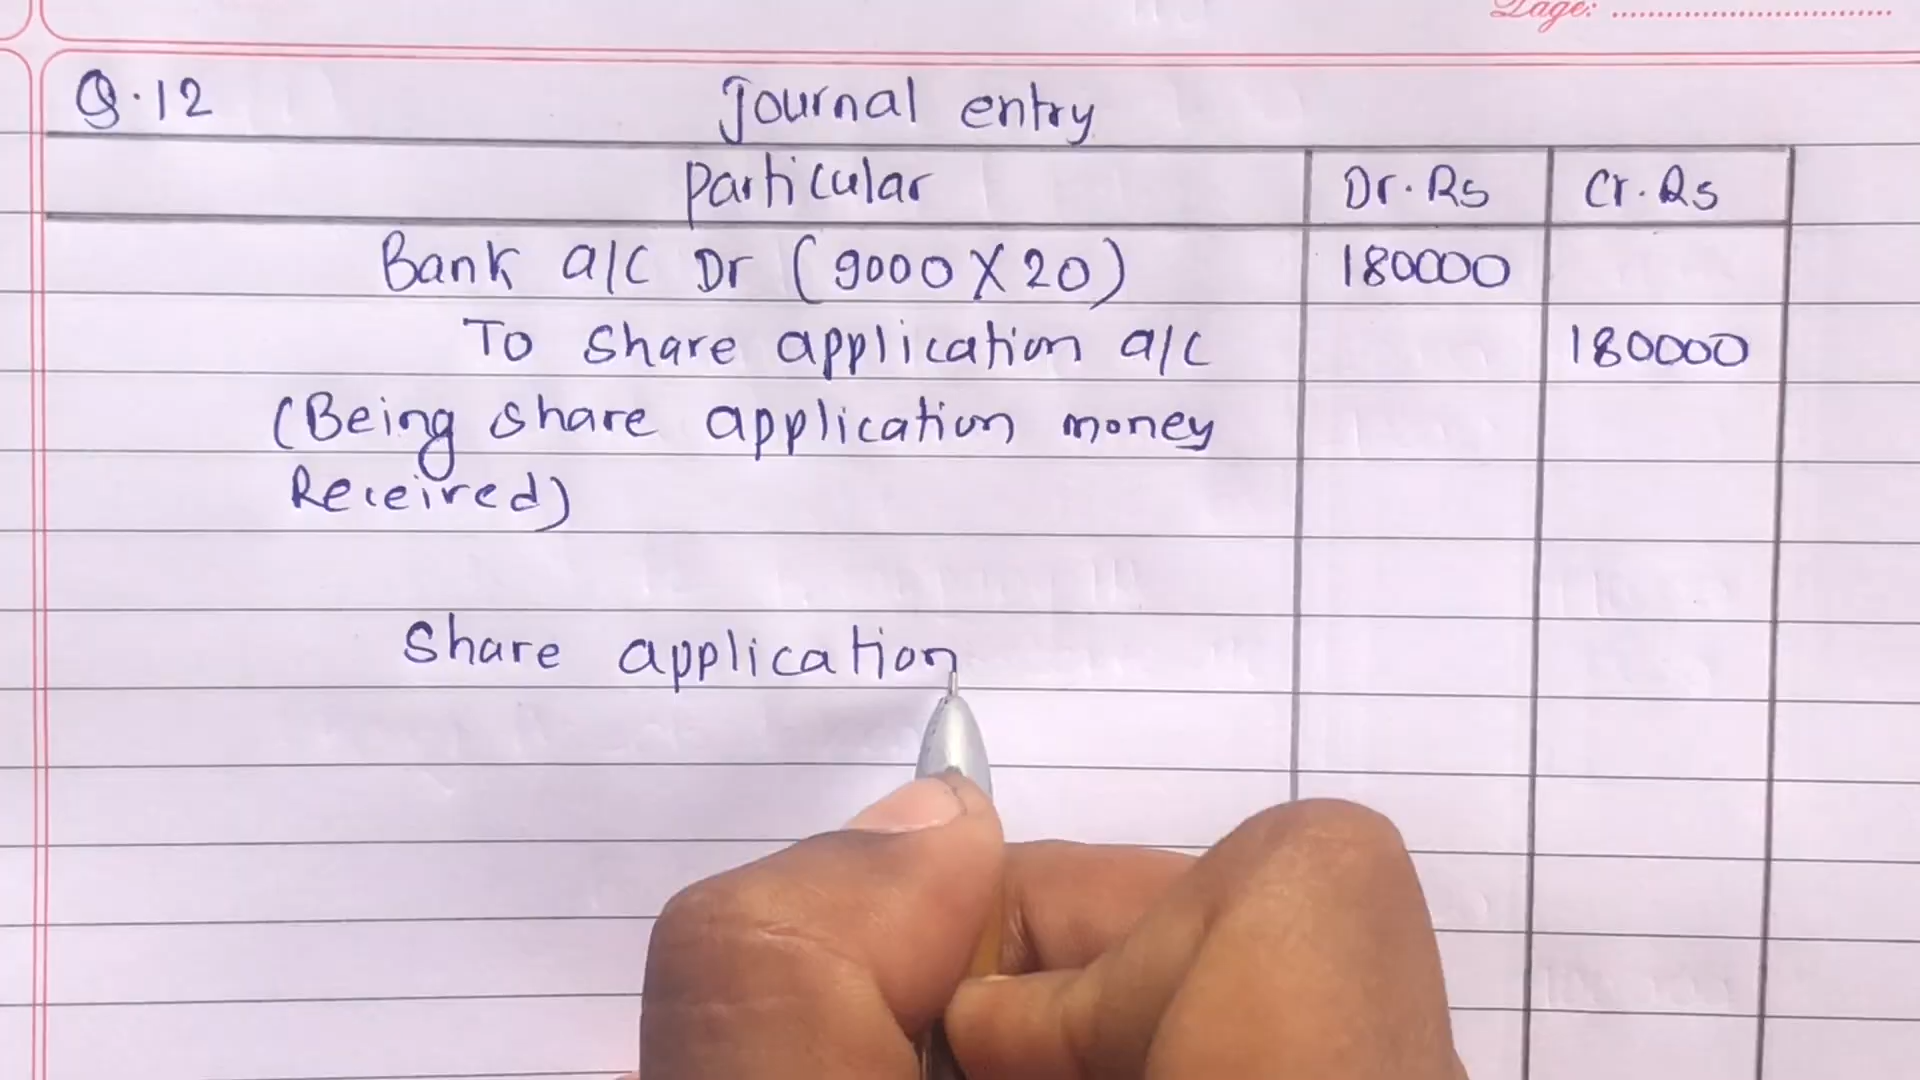 Page:
Q.12 Journal entry
Particular Dr. Rs Cr. Rs
Bank a/c Dr (9000 X 20) 180000
To share application a/c 180000
(Being share application money
Received)
Share application